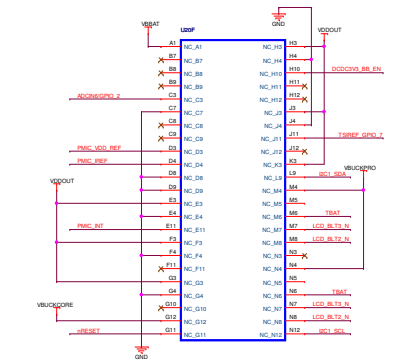 GND
VBBAT
U20F
VDDOUT
A1 NC_A1 NC_H3 H3
B7 NC_B7 NC_H4 H4
B8 NC_B8 NC_H10 H10 DCDC3V3_BB_EN
B9 NC_B9 NC_H11 H11
ADCIN6/GPIO_2 C3 NC_C3 NC_H12 H12
C7 NC_C7 NC_J3 J3
C8 NC_C8 NC_J4 J4
C9 NC_C9 NC_J11 J11 TSIREF_GPIO_7
PMIC_VDD_REF D3 NC_D3 NC_J12 J12
PMIC_IREF D4 NC_D4 NC_K3 K3
VBUCKPRO
D8 NC_D8 NC_L9 L9 I2C1_SDA
VDDOUT
D9 NC_D9 NC_M4 M4
E3 NC_E3 NC_M5 M5
E4 NC_E4 NC_M6 M6 TBAT
PMIC_INT E11 NC_E11 NC_M7 M7 LCD_BLT3_N
F3 NC_F3 NC_M8 M8 LCD_BLT2_N
F4 NC_F4 NC_N3 N3
F11 NC_F11 NC_N4 N4
G3 NC_G3 NC_N5 N5
G4 NC_G4 NC_N6 N6 TBAT
VBUCKCORE
G10 NC_G10 NC_N7 N7 LCD_BLT3_N
G12 NC_G12 NC_N8 N8 LCD_BLT2_N
nRESET G11 NC_G11 NC_N12 N12 I2C1_SCL
GND